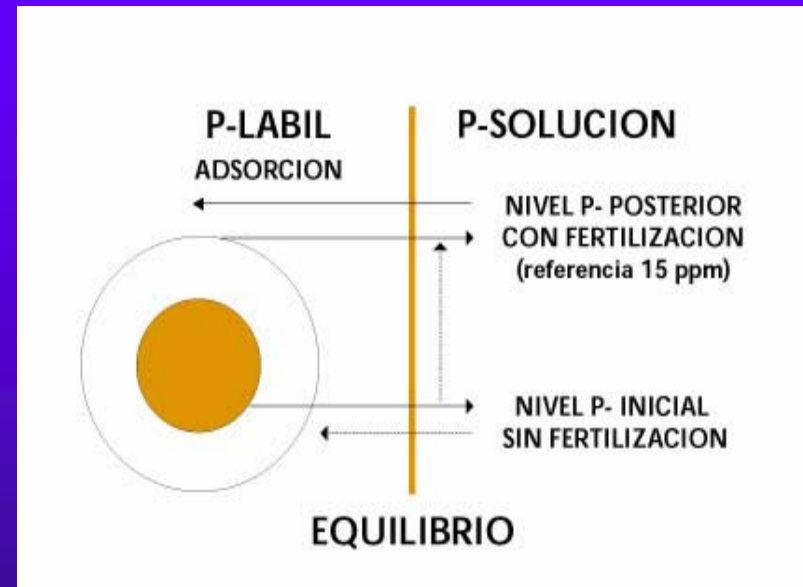 P-LABIL
ADSORCION
P-SOLUCION
NIVEL P- POSTERIOR
CON FERTILIZACION
(referencia 15 ppm)
NIVEL P- INICIAL
SIN FERTILIZACION
EQUILIBRIO